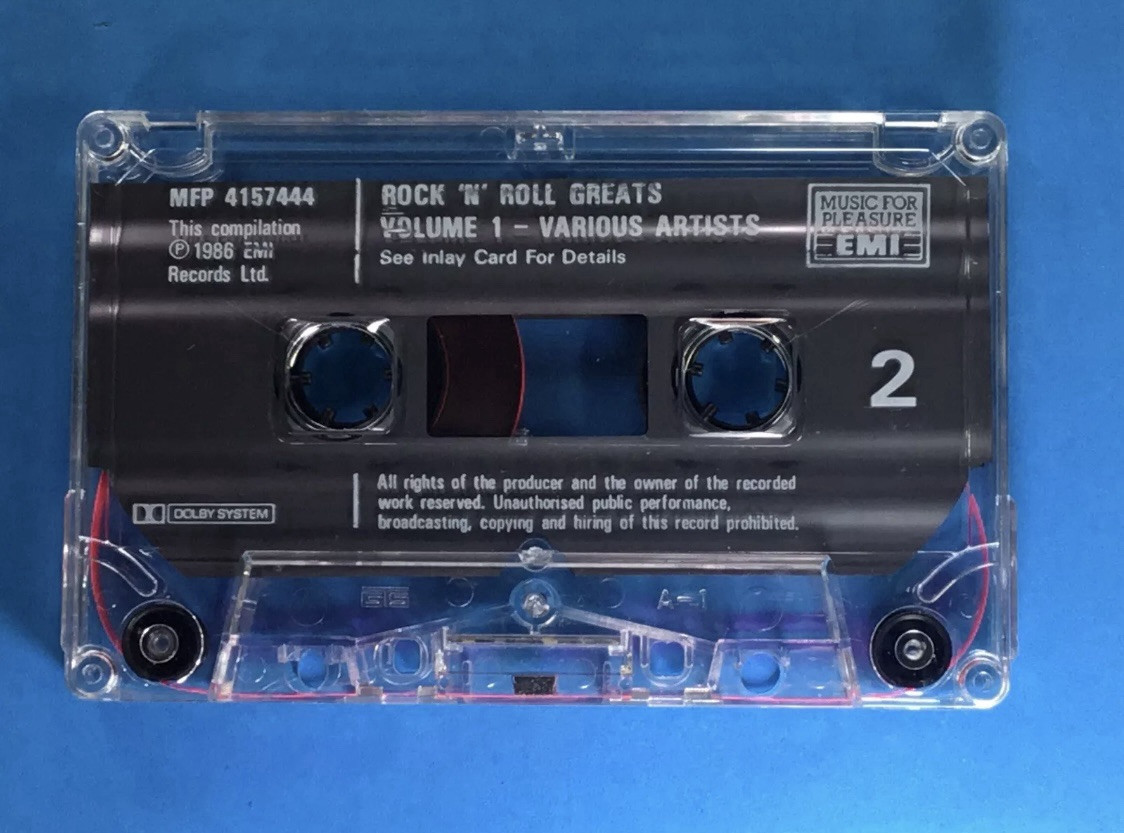 MFP 4157444
This compilation
Ⓟ 1986 EMI
Records Ltd.
ROCK 'N' ROLL GREATS
VOLUME 1 – VARIOUS ARTISTS
See inlay Card For Details
MUSIC FOR
PLEASURE
EMI
2
DOLBY SYSTEM
All rights of the producer and the owner of the recorded
work reserved. Unauthorised public performance,
broadcasting, copying and hiring of this record prohibited.
A–1